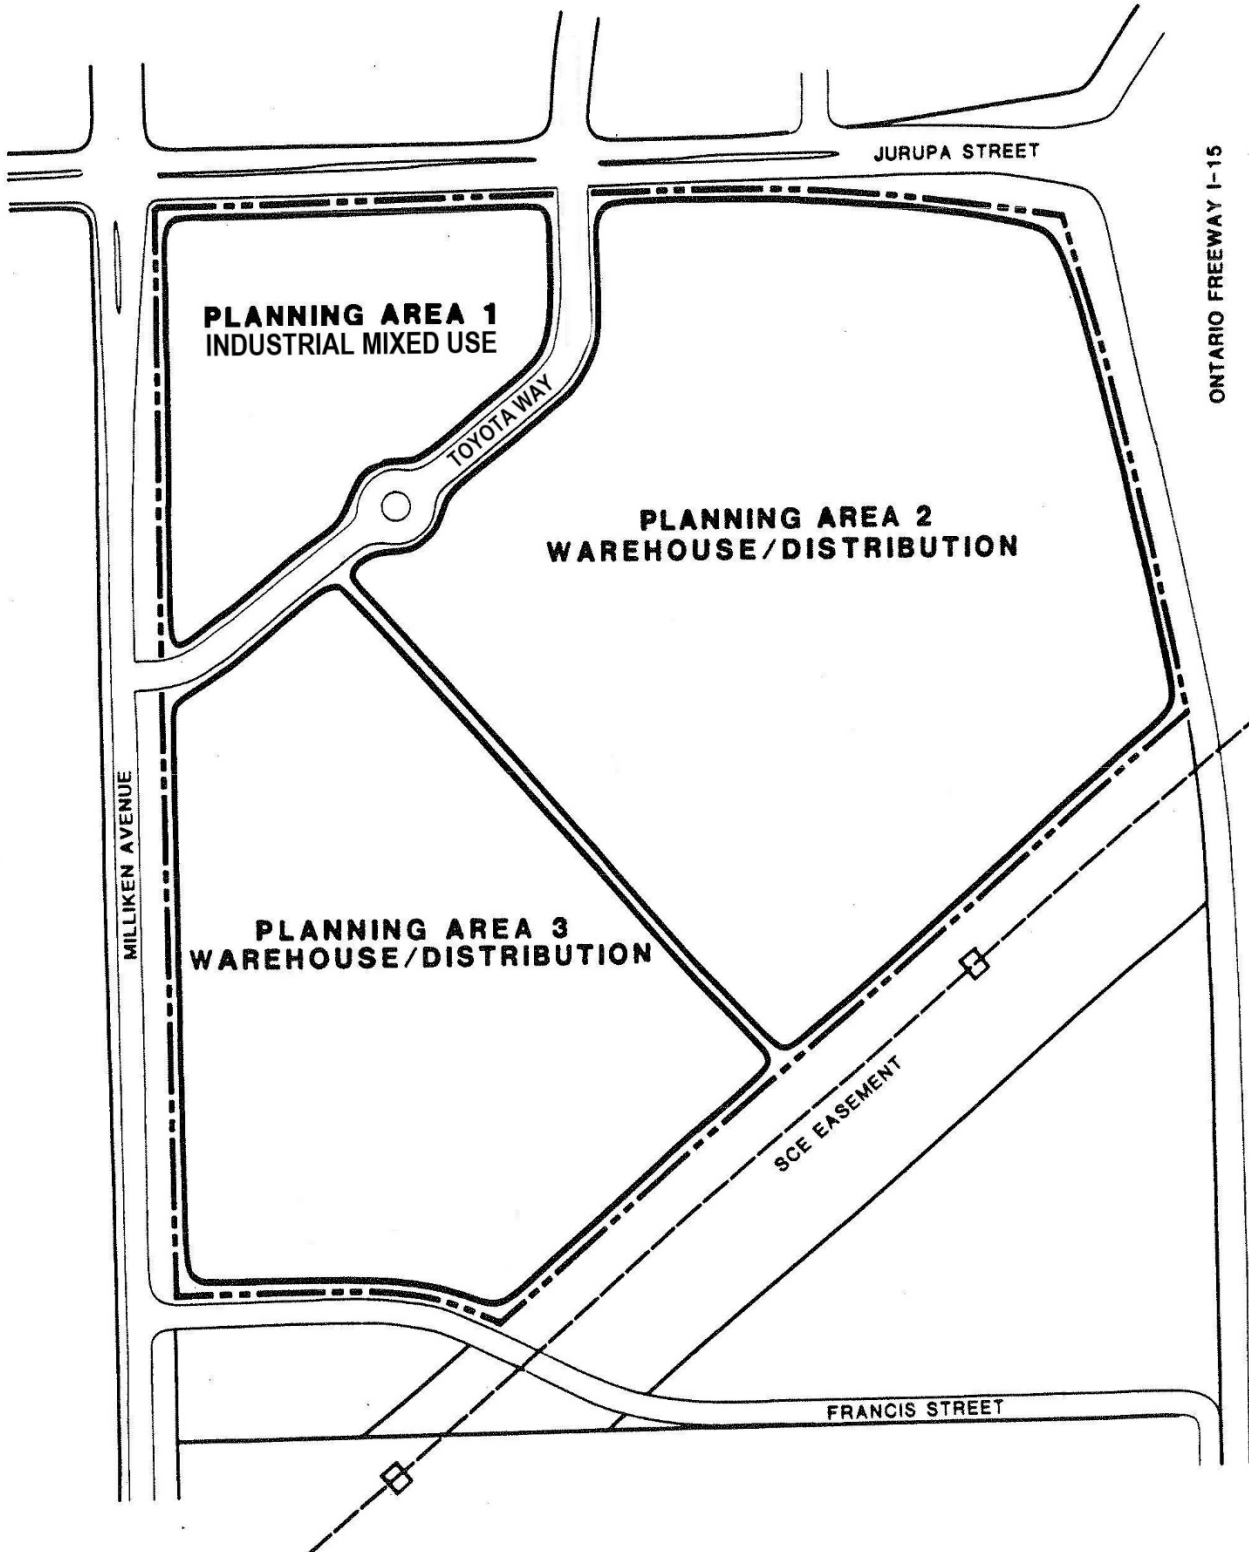 JURUPA STREET
ONTARIO FREEWAY I-15
PLANNING AREA 1
INDUSTRIAL MIXED USE
TOYOTA WAY
PLANNING AREA 2
WAREHOUSE/DISTRIBUTION
MILLIKEN AVENUE
PLANNING AREA 3
WAREHOUSE/DISTRIBUTION
SCE EASEMENT
FRANCIS STREET